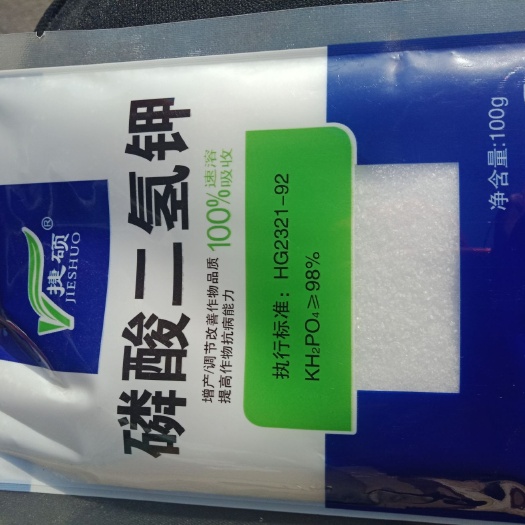 捷硕®
JIESHUO
磷酸二氢钾
增产/调节改善作物品质
提高作物抗病能力
100%速溶吸收
执行标准：HG2321-92
KH₂PO₄≥98%
净含量:100g